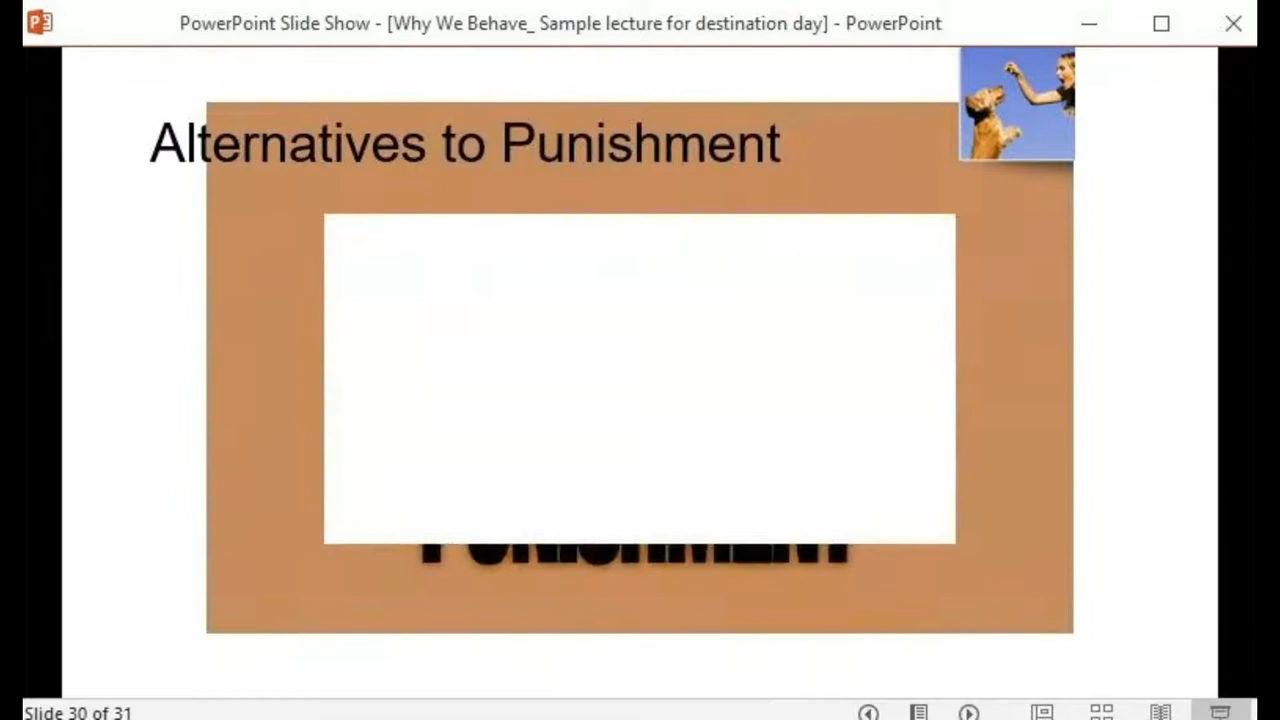 PowerPoint Slide Show - [Why We Behave_ Sample lecture for destination day] - PowerPoint
Alternatives to Punishment
PUNISHMENT
Slide 30 of 31